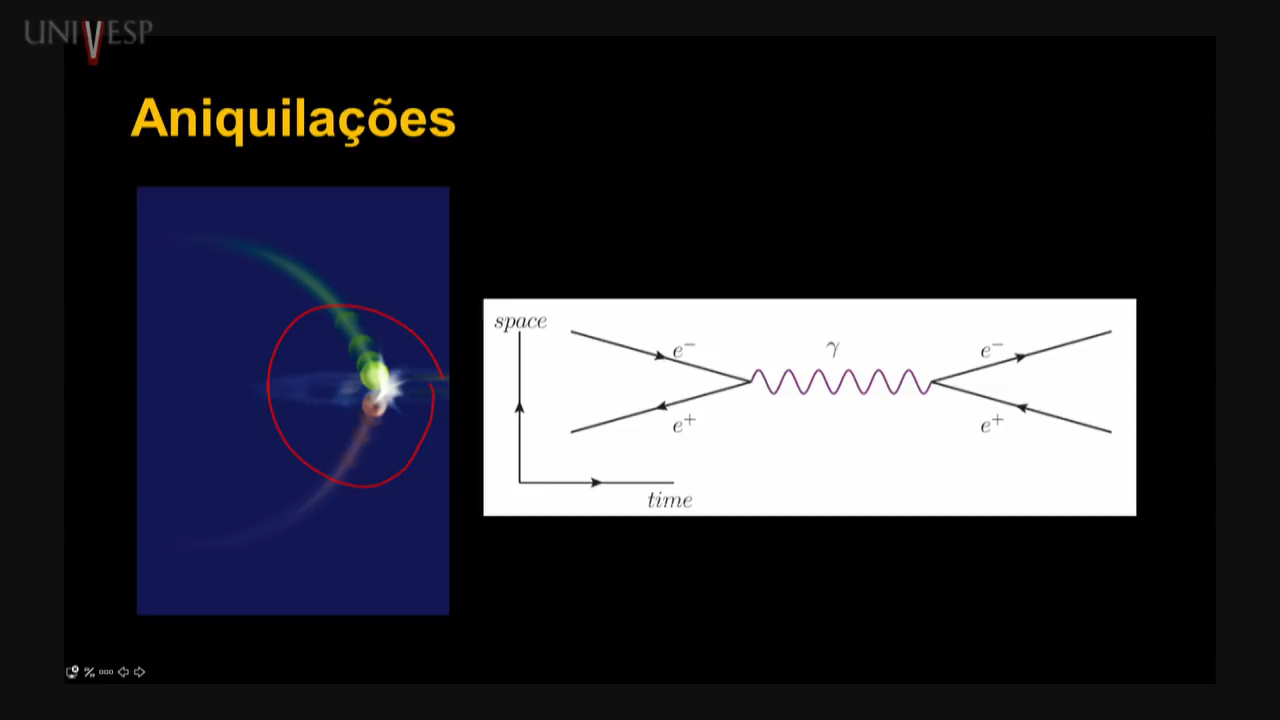 UNIVESP
Aniquilações
space
e⁻
γ
e⁻
e⁺
e⁺
time